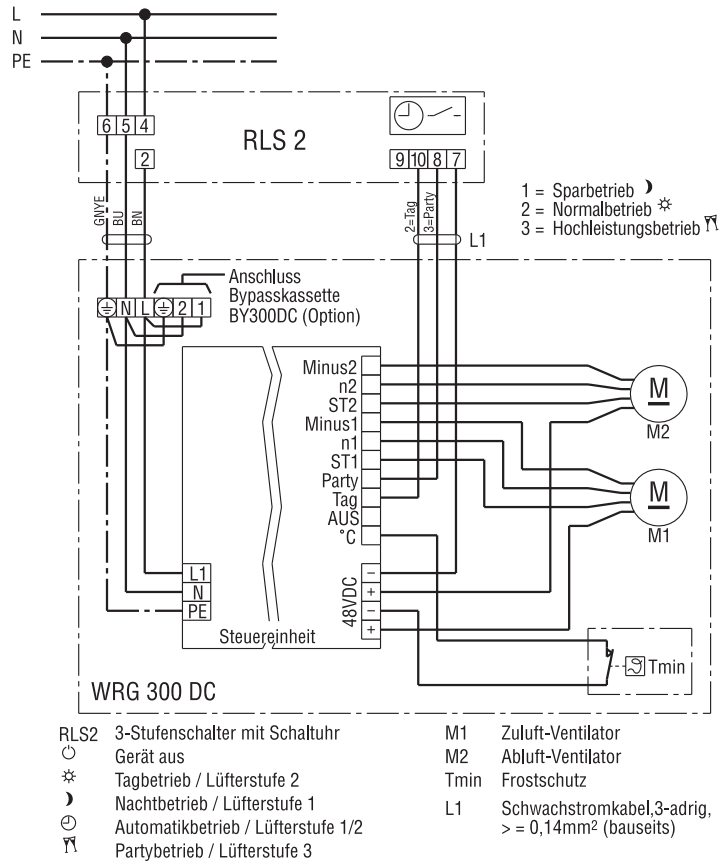 L
N
PE
6 5 4
2
RLS 2
9 10 8 7
GNYE
BU
BN
2=Tag
3=Party
L1
1 = Sparbetrieb
2 = Normalbetrieb
3 = Hochleistungsbetrieb
Anschluss
Bypasskassette
BY300DC (Option)
N L 2 1
Minus2
n2
ST2
Minus1
n1
ST1
Party
Tag
AUS
°C
M
M2
M
M1
L1
N
PE
48VDC
−
+
−
+
Steuereinheit
Tmin
WRG 300 DC
RLS2 3-Stufenschalter mit Schaltuhr
Gerät aus
Tagbetrieb / Lüfterstufe 2
Nachtbetrieb / Lüfterstufe 1
Automatikbetrieb / Lüfterstufe 1/2
Partybetrieb / Lüfterstufe 3
M1 Zuluft-Ventilator
M2 Abluft-Ventilator
Tmin Frostschutz
L1 Schwachstromkabel,3-adrig,
> = 0,14mm² (bauseits)